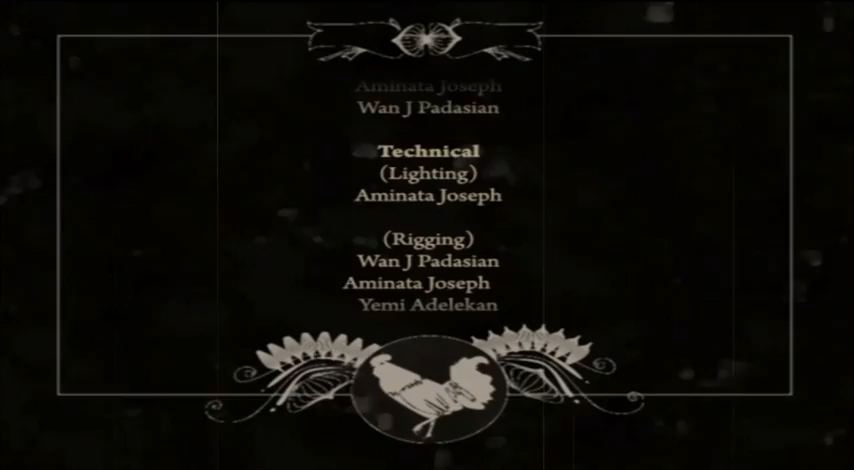 Aminata Joseph
Wan J Padasian
Technical
(Lighting)
Aminata Joseph
(Rigging)
Wan J Padasian
Aminata Joseph
Yemi Adelekan